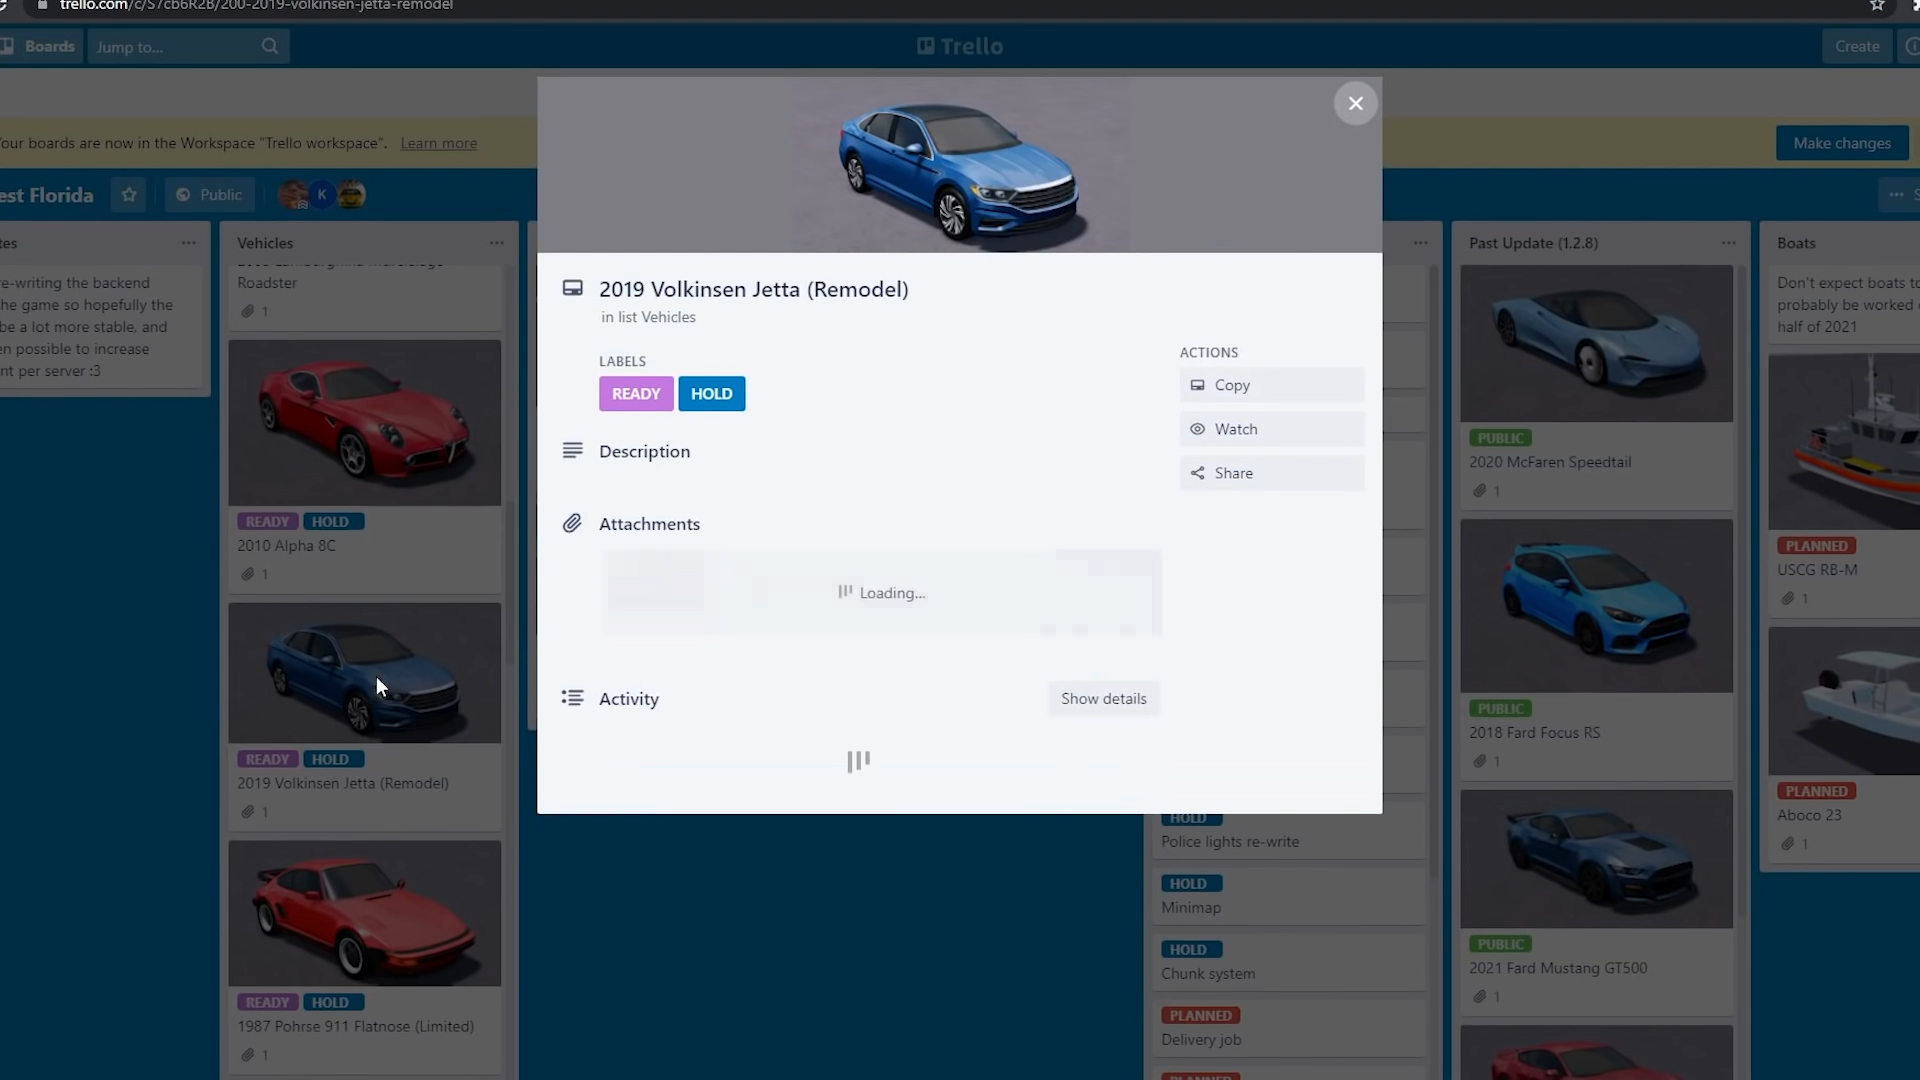 trello.com/c/S7cb6R2B/200-2019-volkinsen-jetta-remodel
Boards
Jump to...
Trello
Create
our boards are now in the Workspace "Trello workspace". Learn more
Make changes
est Florida
Public
K
tes
e-writing the backend
he game so hopefully the
be a lot more stable, and
en possible to increase
nt per server :3
Vehicles
Roadster
1
READY HOLD
2010 Alpha 8C
1
READY HOLD
2019 Volkinsen Jetta (Remodel)
1
READY HOLD
1987 Pohrse 911 Flatnose (Limited)
1
2019 Volkinsen Jetta (Remodel)
in list Vehicles
LABELS
READY HOLD
Description
Attachments
Loading...
Activity
Show details
ACTIONS
Copy
Watch
Share
HOLD
Police lights re-write
HOLD
Minimap
HOLD
Chunk system
PLANNED
Delivery job
PLANNED
Past Update (1.2.8)
PUBLIC
2020 McFaren Speedtail
1
PUBLIC
2018 Fard Focus RS
1
PUBLIC
2021 Fard Mustang GT500
1
Boats
Don't expect boats to
probably be worked
half of 2021
PLANNED
USCG RB-M
1
PLANNED
Aboco 23
1